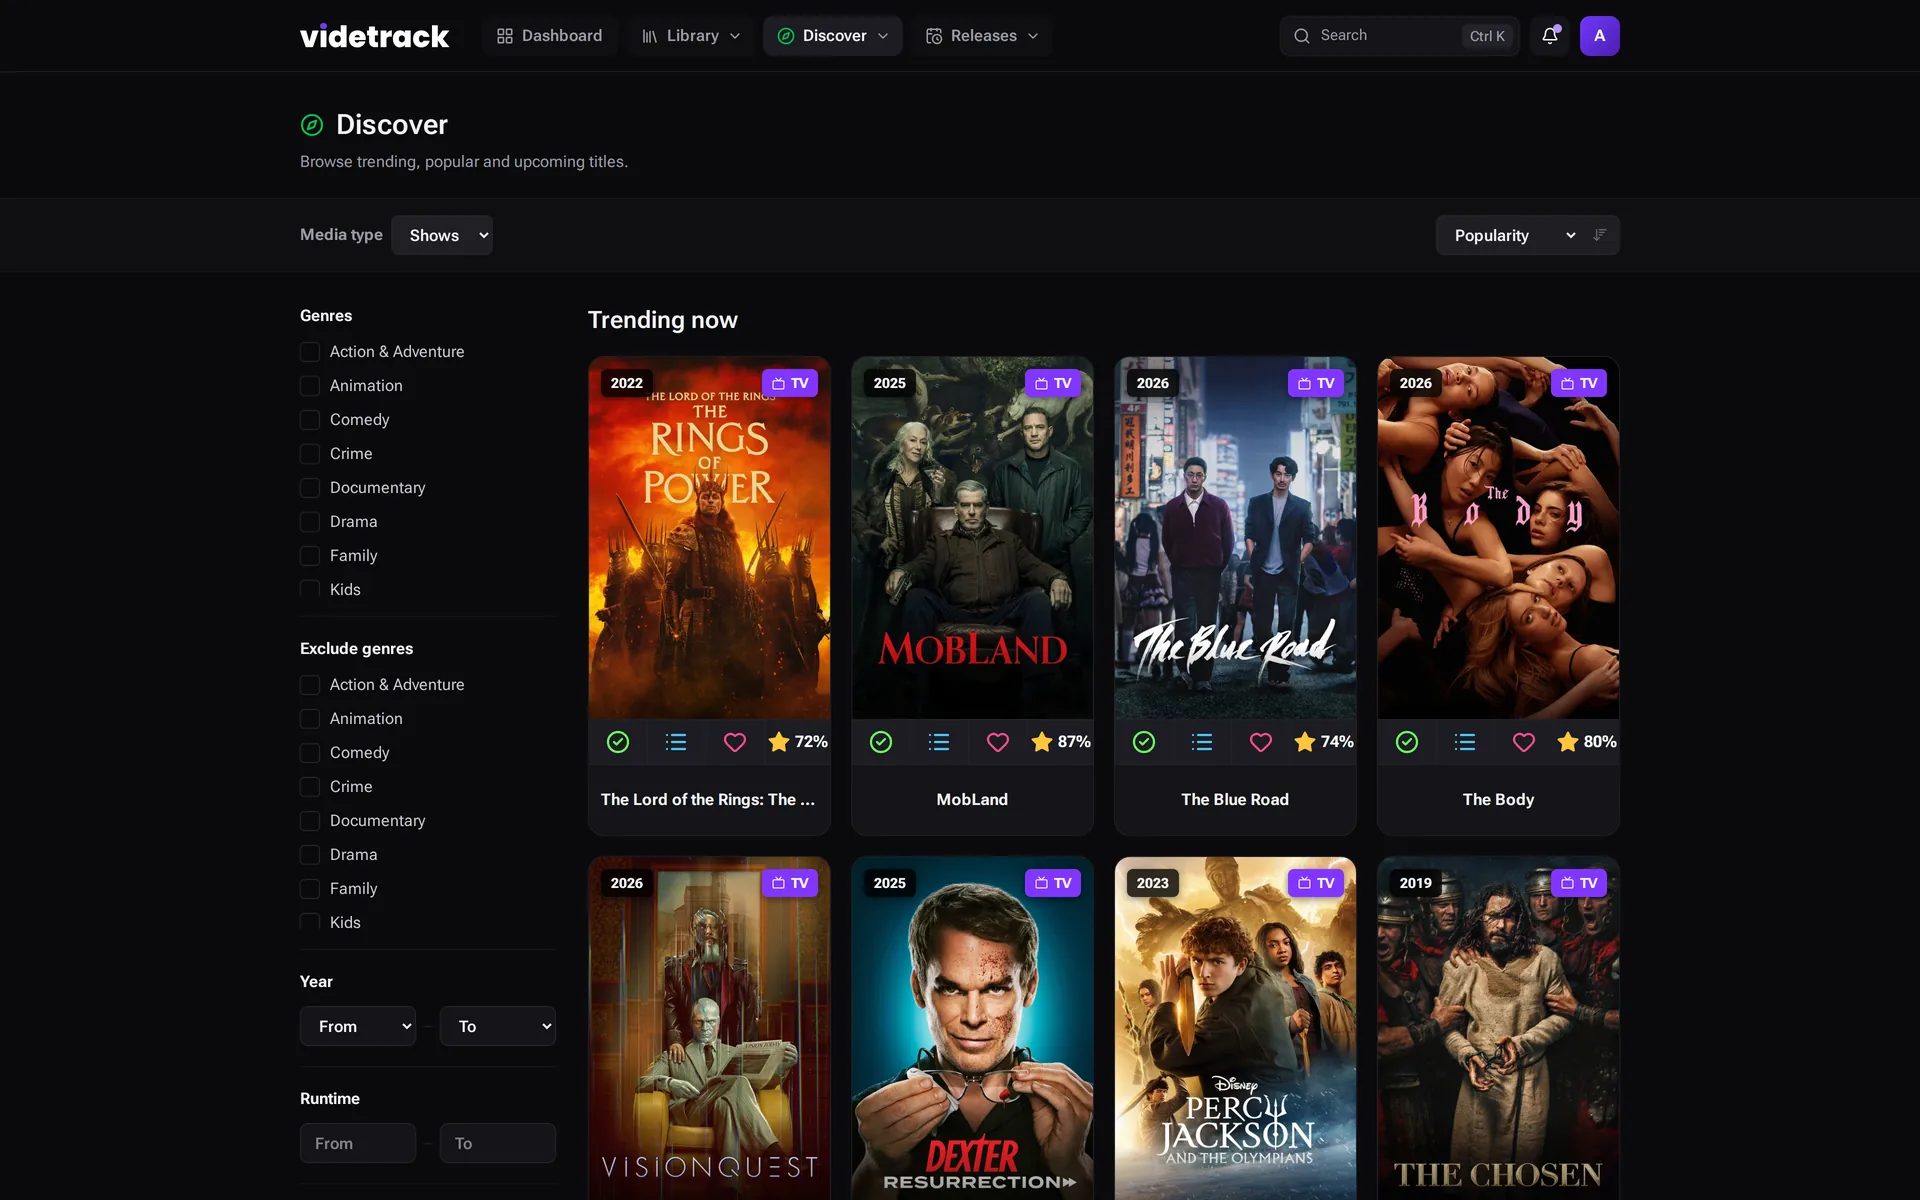 videtrack
Dashboard
Library
Discover
Releases
Search
Ctrl K
A
Discover
Browse trending, popular and upcoming titles.
Media type
Shows
Popularity
Genres
Action & Adventure
Animation
Comedy
Crime
Documentary
Drama
Family
Kids
Exclude genres
Action & Adventure
Animation
Comedy
Crime
Documentary
Drama
Family
Kids
Year
From
To
Runtime
From
To
Trending now
2022
TV
THE LORD OF THE RINGS
THE
RINGS
OF
POWER
72%
The Lord of the Rings: The ...
2025
TV
MOBLAND
87%
MobLand
2026
TV
The Blue Road
74%
The Blue Road
2026
TV
The
Body
80%
The Body
2026
TV
VISIONQUEST
2025
TV
DEXTER
RESURRECTION
2023
TV
DISNEY
PERCY
JACKSON
AND THE OLYMPIANS
2019
TV
THE CHOSEN